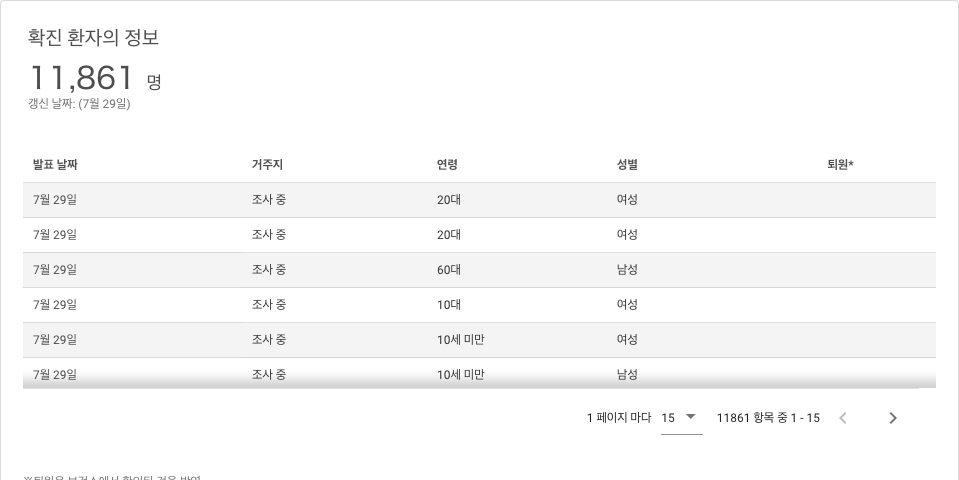 확진 환자의 정보
11,861 명
갱신 날짜: (7월 29일)
발표 날짜 거주지 연령 성별 퇴원*
7월 29일 조사 중 20대 여성
7월 29일 조사 중 20대 여성
7월 29일 조사 중 60대 남성
7월 29일 조사 중 10대 여성
7월 29일 조사 중 10세 미만 여성
7월 29일 조사 중 10세 미만 남성
1 페이지 마다 15 11861 항목 중 1 - 15